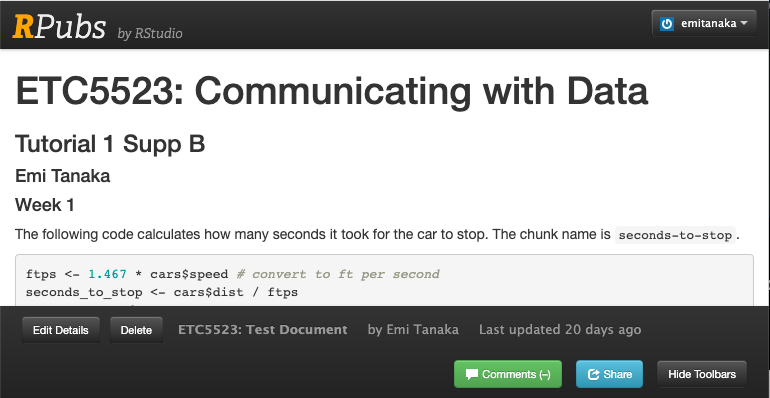 RPubs by RStudio
emitanaka
ETC5523: Communicating with Data
Tutorial 1 Supp B
Emi Tanaka
Week 1
The following code calculates how many seconds it took for the car to stop. The chunk name is seconds-to-stop.
ftps <- 1.467 * cars$speed # convert to ft per second
seconds_to_stop <- cars$dist / ftps
Edit Details Delete ETC5523: Test Document by Emi Tanaka Last updated 20 days ago
Comments (–) Share Hide Toolbars